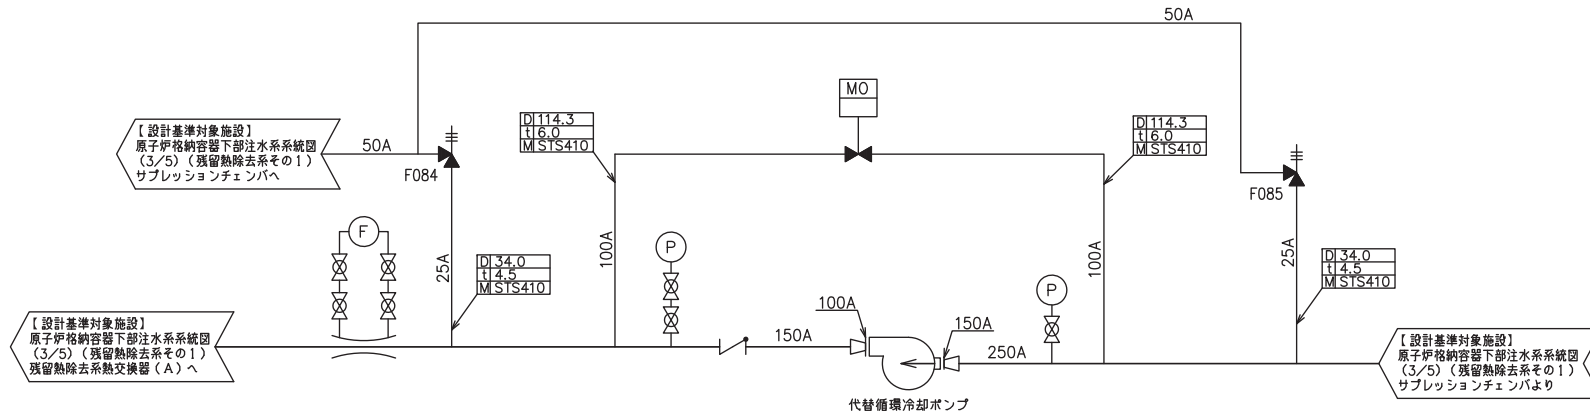 50A
MO
D 114.3
t 6.0
M STS410
D 114.3
t 6.0
M STS410
【設計基準対象施設】
原子炉格納容器下部注水系系統図
(3/5)(残留熱除去系その1)
サプレッションチェンバへ
50A
F084
F085
F
25A
D 34.0
t 4.5
M STS410
100A
P
100A
25A
D 34.0
t 4.5
M STS410
P
【設計基準対象施設】
原子炉格納容器下部注水系系統図
(3/5)(残留熱除去系その1)
残留熱除去系熱交換器(A)へ
150A
100A
150A
250A
代替循環冷却ポンプ
【設計基準対象施設】
原子炉格納容器下部注水系系統図
(3/5)(残留熱除去系その1)
サプレッションチェンバより